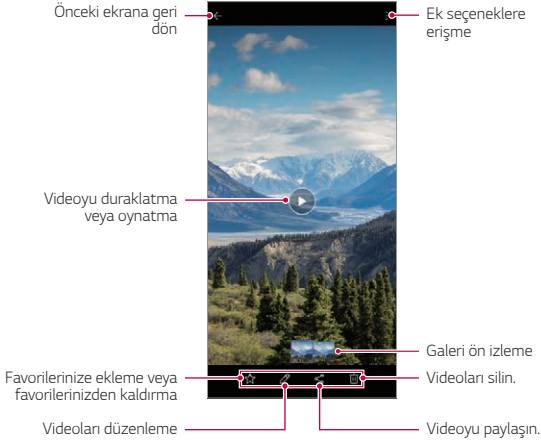 Önceki ekrana geri
dön
Ek seçeneklere
erişme
Videoyu duraklatma
veya oynatma
Galeri ön izleme
Favorilerinize ekleme veya
favorilerinizden kaldırma
Videoları silin.
Videoları düzenleme
Videoyu paylaşın.